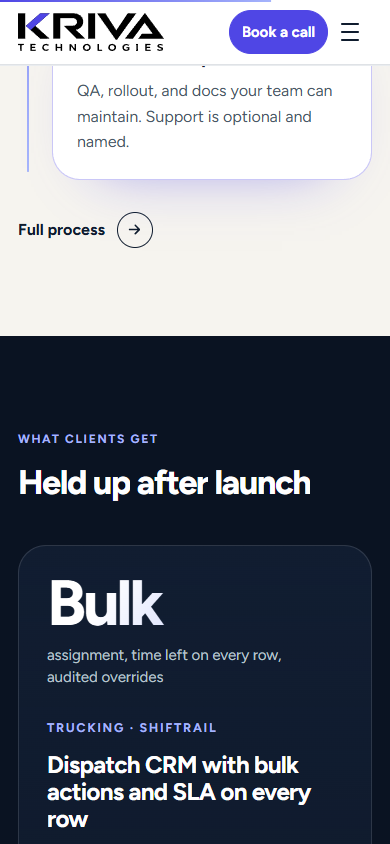 KRIVA
TECHNOLOGIES
Book a call
QA, rollout, and docs your team can
maintain. Support is optional and
named.
Full process
WHAT CLIENTS GET
Held up after launch
Bulk
assignment, time left on every row,
audited overrides
TRUCKING · SHIFTRAIL
Dispatch CRM with bulk
actions and SLA on every
row